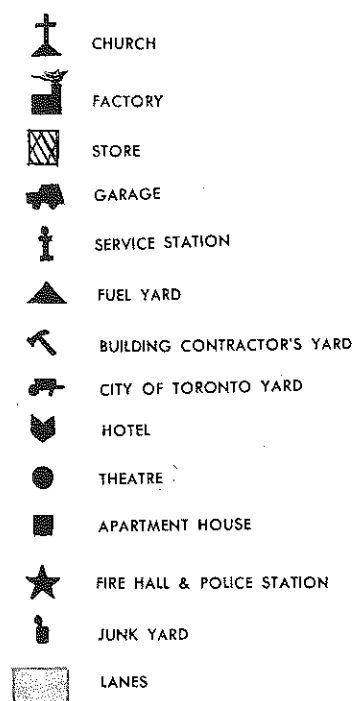 CHURCH
FACTORY
STORE
GARAGE
SERVICE STATION
FUEL YARD
BUILDING CONTRACTOR'S YARD
CITY OF TORONTO YARD
HOTEL
THEATRE
APARTMENT HOUSE
FIRE HALL & POLICE STATION
JUNK YARD
LANES